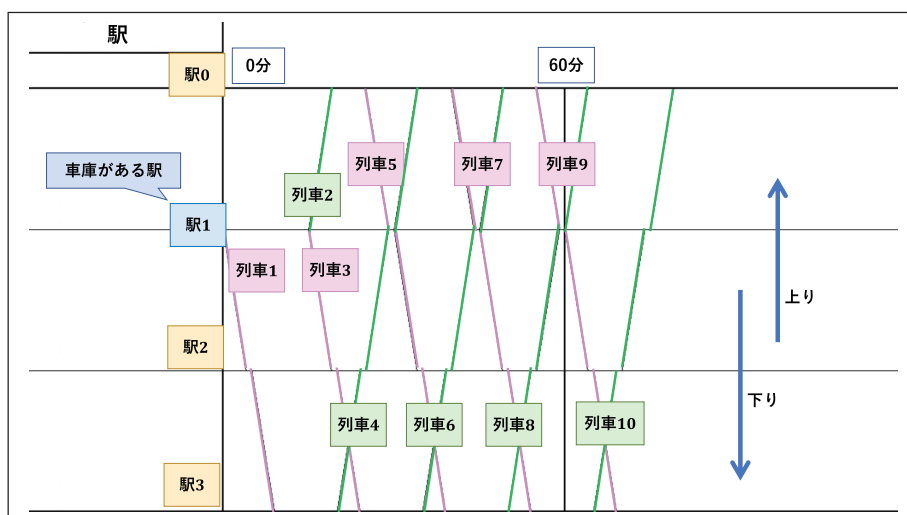 駅
0分
60分
駅0
列車5
列車7
列車9
車庫がある駅
列車2
駅1
列車1
列車3
上り
駅2
下り
列車4
列車6
列車8
列車10
駅3